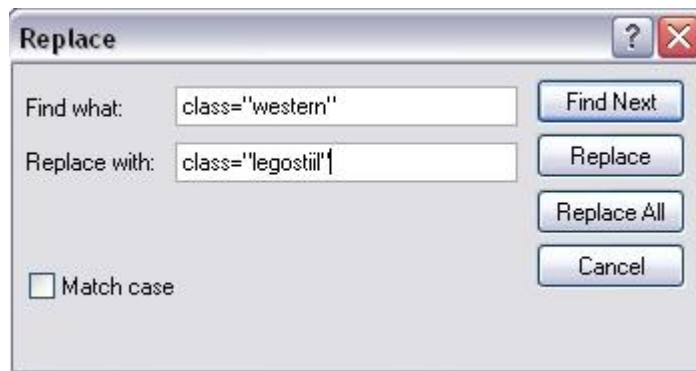 Replace
Find what: class="western" Find Next
Replace with: class="legostiil" Replace
Replace All
Cancel
Match case